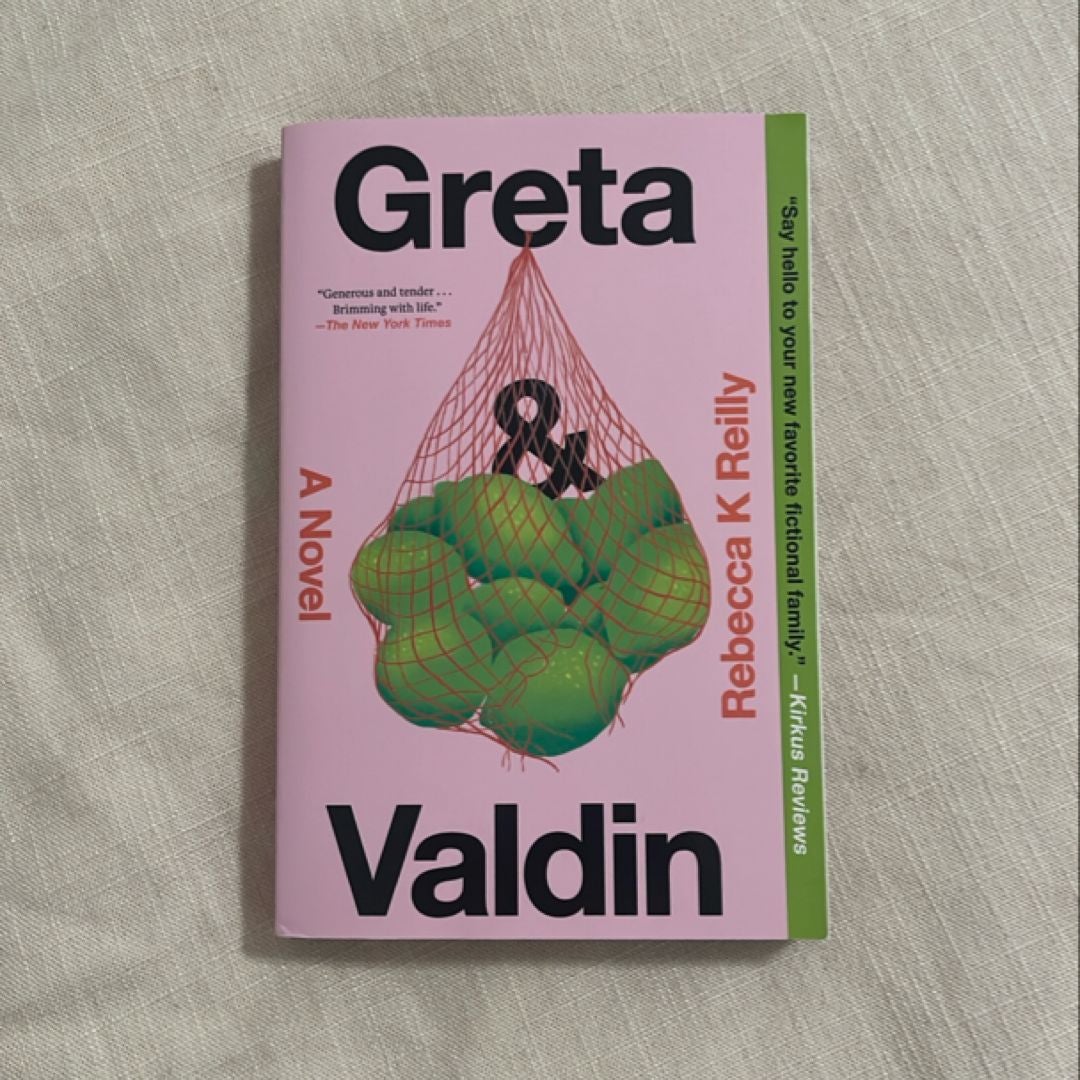 Greta
“Generous and tender . . .
Brimming with life.”
—The New York Times
&
A Novel
Rebecca K Reilly
Valdin
“Say hello to your new favorite fictional family.” —Kirkus Reviews